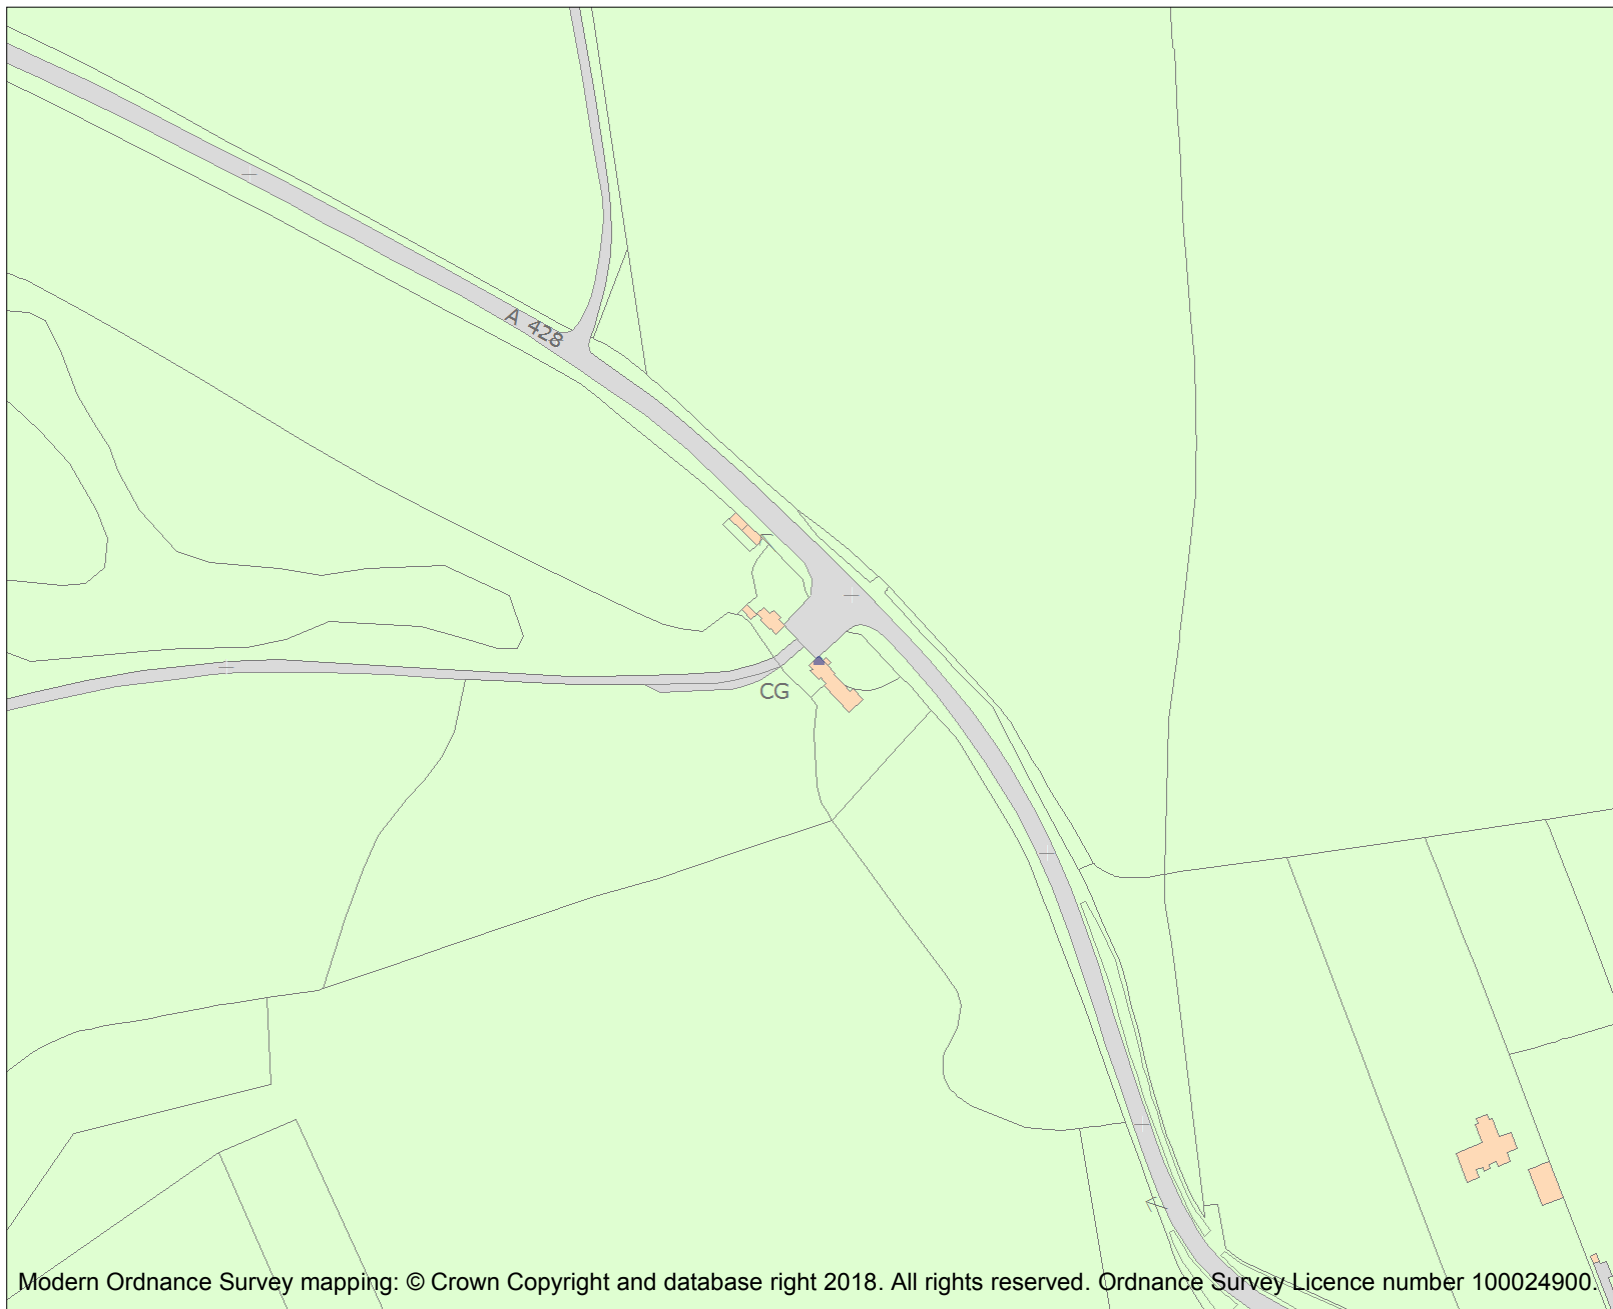 A 428
CG
Modern Ordnance Survey mapping: © Crown Copyright and database right 2018. All rights reserved. Ordnance Survey Licence number 100024900.